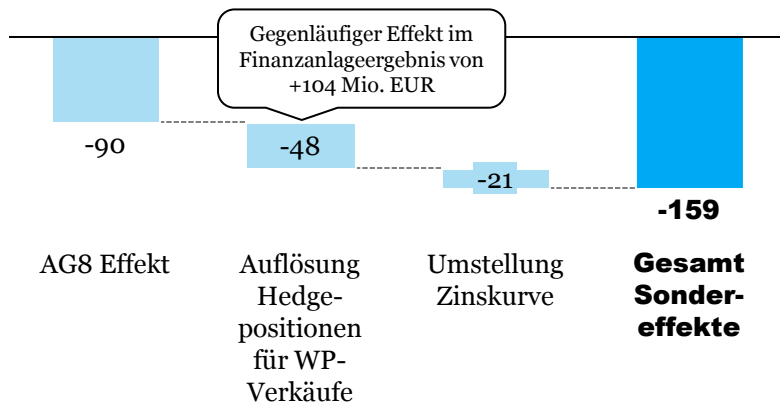 Gegenläufiger Effekt im
Finanzanlageergebnis von
+104 Mio. EUR
-90
-48
-21
-159
AG8 Effekt
Auflösung
Hedge-
positionen
für WP-
Verkäufe
Umstellung
Zinskurve
Gesamt
Sonder-
effekte